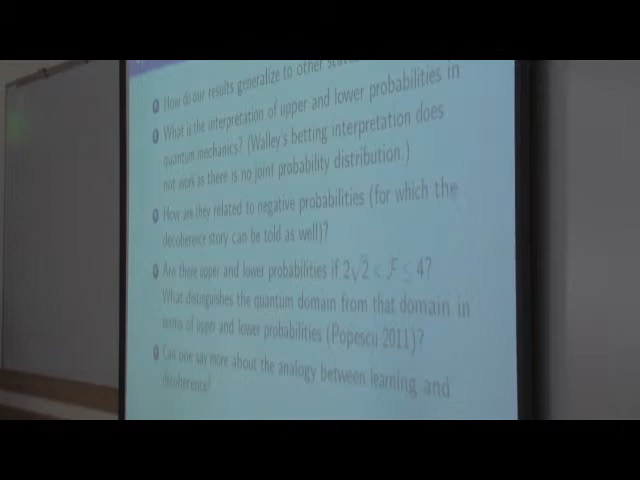 How do our results generalize to other states
What is the interpretation of upper and lower probabilities in
quantum mechanics? (Walley's betting interpretation does
not work as there is no joint probability distribution.)
How are they related to negative probabilities (for which the
decoherence story can be told as well)?
Are there upper and lower probabilities if 2√2 < F ≤ 4?
What distinguishes the quantum domain from that domain in
terms of upper and lower probabilities (Popescu 2011)?
Can one say more about the analogy between learning and
decoherence?